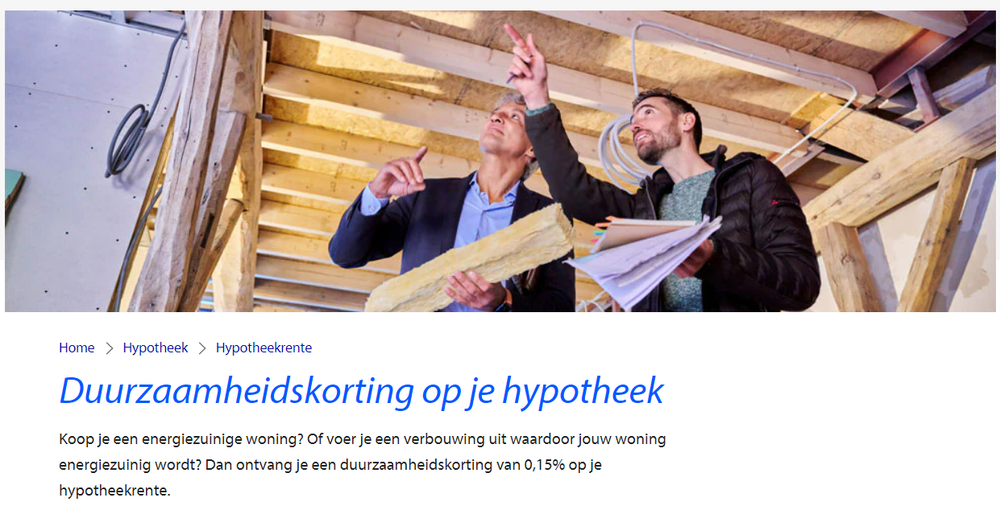 Home > Hypotheek > Hypotheekrente
Duurzaamheidskorting op je hypotheek
Koop je een energiezuinige woning? Of voer je een verbouwing uit waardoor jouw woning
energiezuinig wordt? Dan ontvang je een duurzaamheidskorting van 0,15% op je
hypotheekrente.